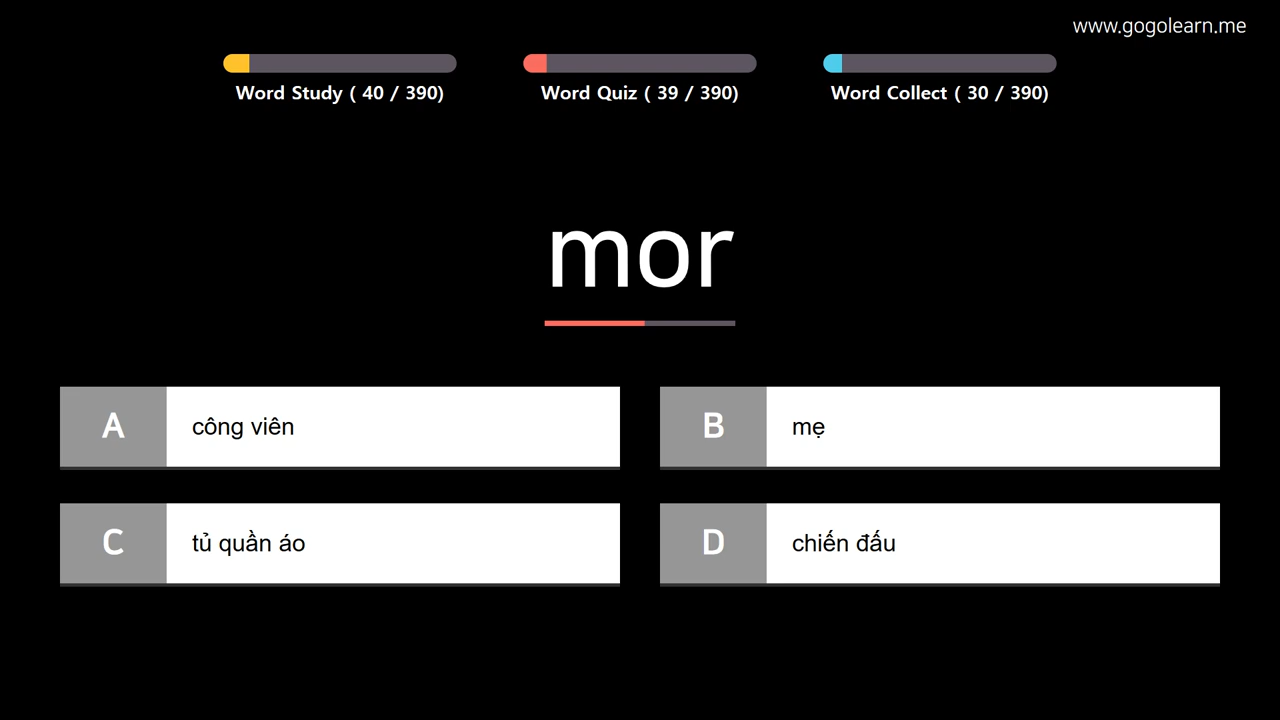 www.gogolearn.me
Word Study ( 40 / 390)
Word Quiz ( 39 / 390)
Word Collect ( 30 / 390)
mor
A công viên
B mẹ
C tủ quần áo
D chiến đấu